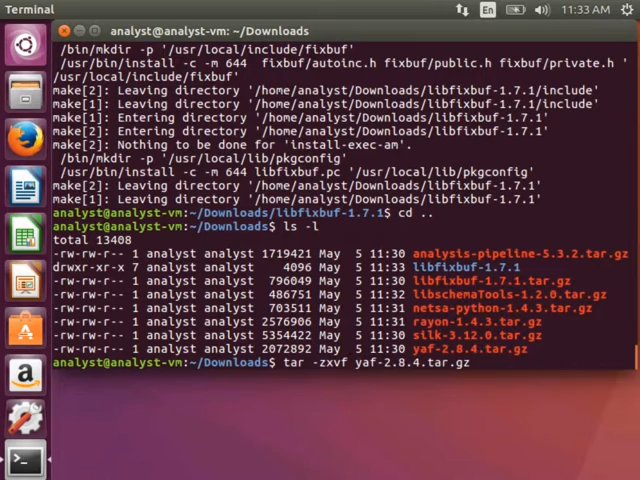 Terminal
En
11:33 AM
analyst@analyst-vm: ~/Downloads
/bin/mkdir -p '/usr/local/include/fixbuf'
/usr/bin/install -c -m 644  fixbuf/autoinc.h fixbuf/public.h fixbuf/private.h '
/usr/local/include/fixbuf'
make[2]: Leaving directory '/home/analyst/Downloads/libfixbuf-1.7.1/include'
make[1]: Leaving directory '/home/analyst/Downloads/libfixbuf-1.7.1/include'
make[1]: Entering directory '/home/analyst/Downloads/libfixbuf-1.7.1'
make[2]: Entering directory '/home/analyst/Downloads/libfixbuf-1.7.1'
make[2]: Nothing to be done for 'install-exec-am'.
/bin/mkdir -p '/usr/local/lib/pkgconfig'
/usr/bin/install -c -m 644 libfixbuf.pc '/usr/local/lib/pkgconfig'
make[2]: Leaving directory '/home/analyst/Downloads/libfixbuf-1.7.1'
make[1]: Leaving directory '/home/analyst/Downloads/libfixbuf-1.7.1'
analyst@analyst-vm:~/Downloads/libfixbuf-1.7.1$ cd ..
analyst@analyst-vm:~/Downloads$ ls -l
total 13408
-rw-rw-r-- 1 analyst analyst 1719421 May  5 11:30 analysis-pipeline-5.3.2.tar.gz
drwxr-xr-x 7 analyst analyst    4096 May  5 11:33 libfixbuf-1.7.1
-rw-rw-r-- 1 analyst analyst  796049 May  5 11:30 libfixbuf-1.7.1.tar.gz
-rw-rw-r-- 1 analyst analyst  486751 May  5 11:32 libschemaTools-1.2.0.tar.gz
-rw-rw-r-- 1 analyst analyst  703511 May  5 11:31 netsa-python-1.4.3.tar.gz
-rw-rw-r-- 1 analyst analyst 2576906 May  5 11:31 rayon-1.4.3.tar.gz
-rw-rw-r-- 1 analyst analyst 5354422 May  5 11:30 silk-3.12.0.tar.gz
-rw-rw-r-- 1 analyst analyst 2072892 May  5 11:30 yaf-2.8.4.tar.gz
analyst@analyst-vm:~/Downloads$ tar -zxvf yaf-2.8.4.tar.gz